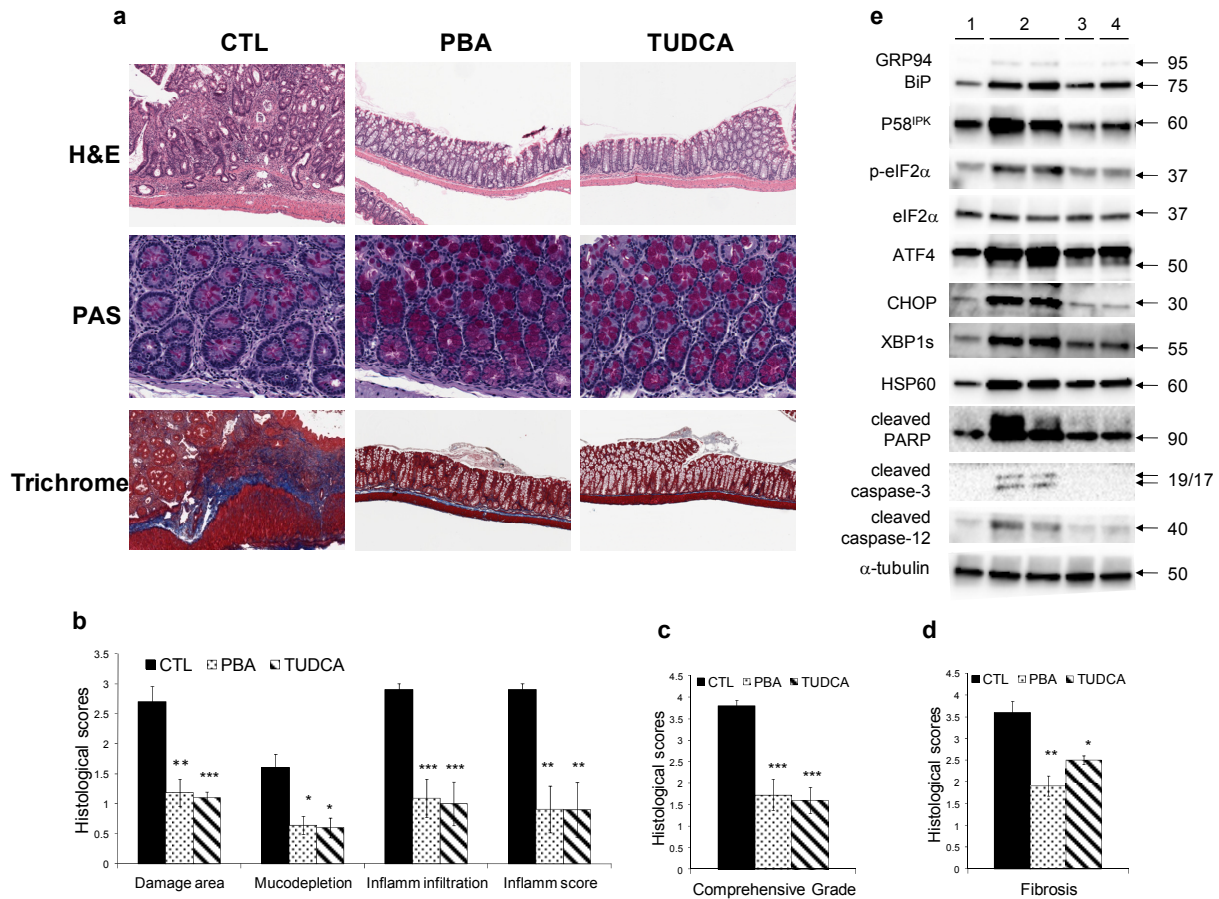 a
CTL PBA TUDCA
H&E
PAS
Trichrome
e
1 2 3 4
GRP94 95
BiP 75
P58IPK 60
p-eIF2α 37
eIF2α 37
ATF4 50
CHOP 30
XBP1s 55
HSP60 60
cleaved
PARP 90
cleaved
caspase-3 19/17
cleaved
caspase-12 40
α-tubulin 50
b
Histological scores
3.5
3
2.5
2
1.5
1
0.5
0
CTL PBA TUDCA
** ***
* *
*** ***
** **
Damage area Mucodepletion Inflamm infiltration Inflamm score
c
Histological scores
4.5
4
3.5
3
2.5
2
1.5
1
0.5
0
CTL PBA TUDCA
*** ***
Comprehensive Grade
d
Histological scores
4.5
4
3.5
3
2.5
2
1.5
1
0.5
0
CTL PBA TUDCA
** *
Fibrosis